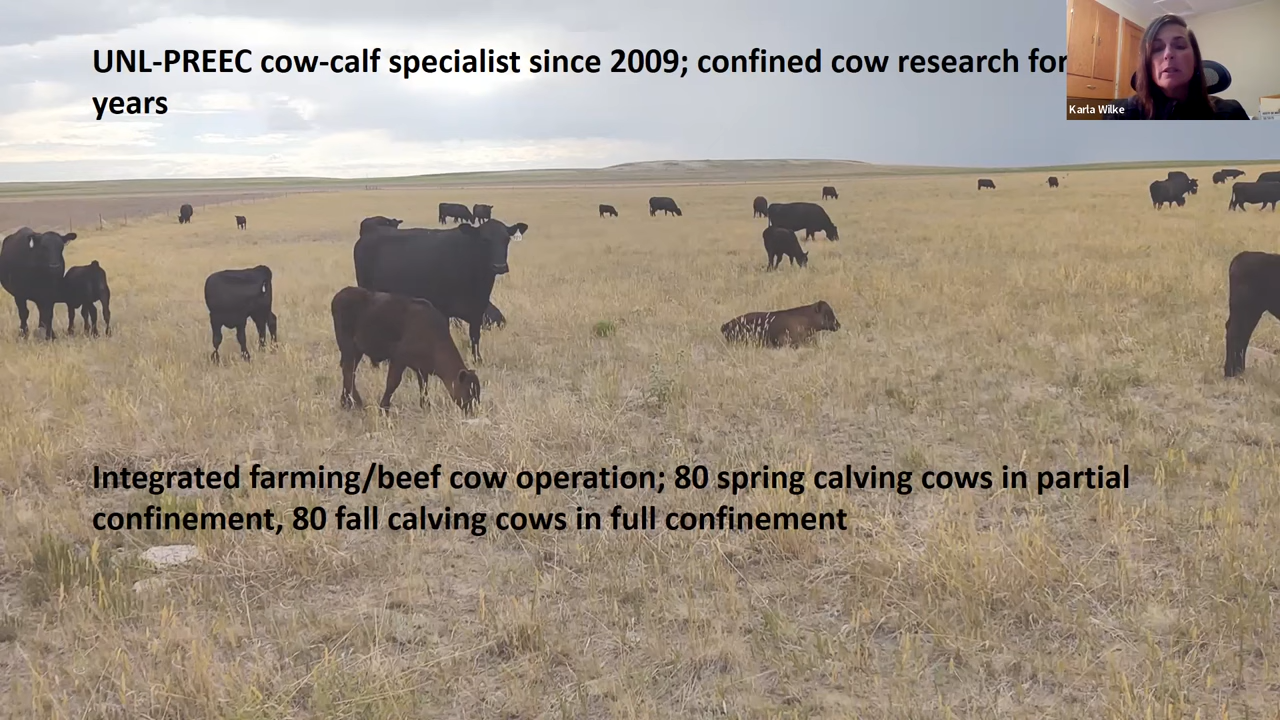 UNL-PREEC cow-calf specialist since 2009; confined cow research for
years
Karla Wilke
Integrated farming/beef cow operation; 80 spring calving cows in partial
confinement, 80 fall calving cows in full confinement